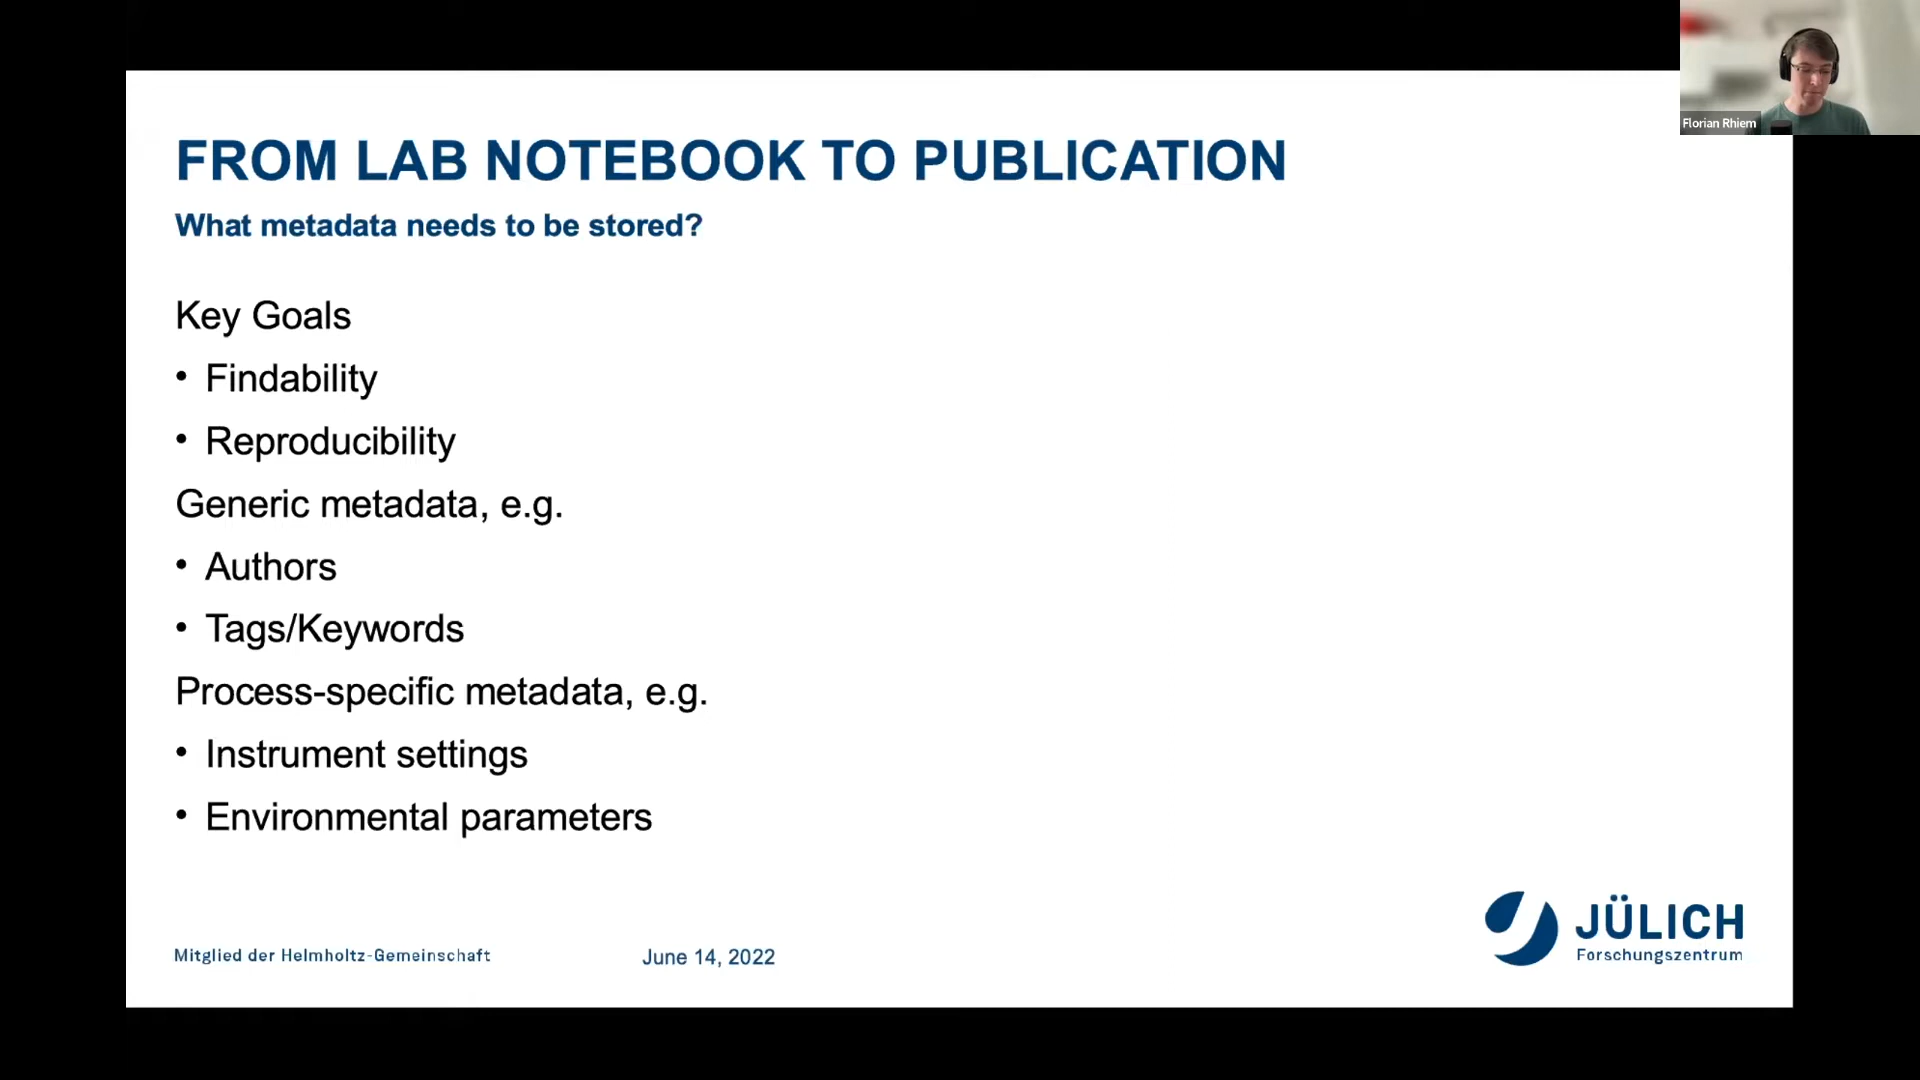 Florian Rhiem
FROM LAB NOTEBOOK TO PUBLICATION
What metadata needs to be stored?
Key Goals
• Findability
• Reproducibility
Generic metadata, e.g.
• Authors
• Tags/Keywords
Process-specific metadata, e.g.
• Instrument settings
• Environmental parameters
Mitglied der Helmholtz-Gemeinschaft
June 14, 2022
JÜLICH
Forschungszentrum